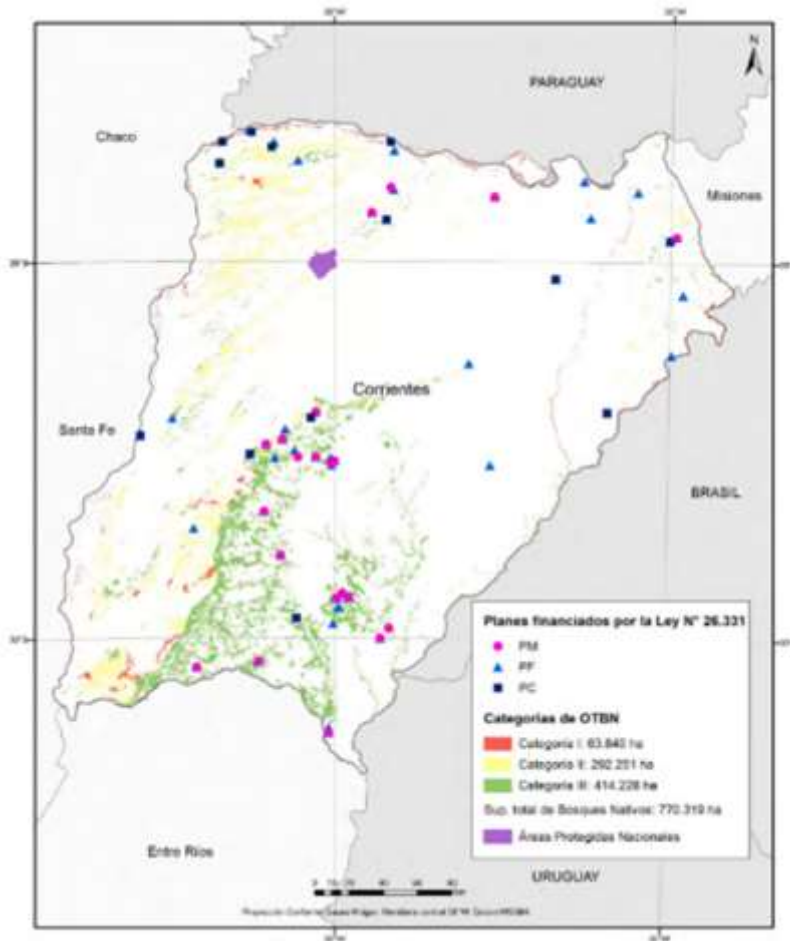 N
PARAGUAY
Chaco
Misiones
Corrientes
Santa Fe
BRASIL
Planes financiados por la Ley N° 26.331
PM
PF
PC
Categorías de OTBN
Categoría I: 63.840 ha
Categoría II: 292.251 ha
Categoría III: 414.228 ha
Sup. total de Bosques Nativos: 770.319 ha
Áreas Protegidas Nacionales
Entre Ríos
URUGUAY